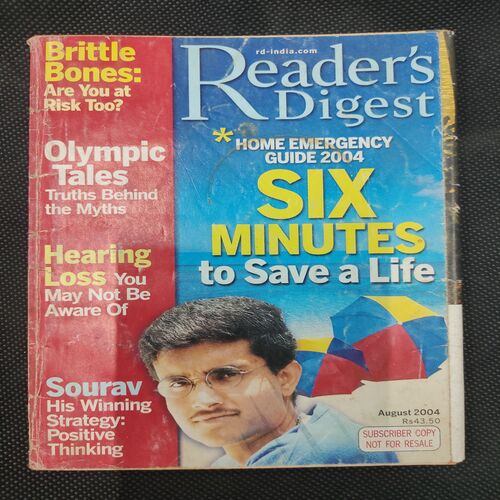 rd-india.com
Reader's
Digest
Brittle
Bones:
Are You at
Risk Too?
Olympic
Tales
Truths Behind
the Myths
Hearing
Loss You
May Not Be
Aware Of
Sourav
His Winning
Strategy:
Positive
Thinking
* HOME EMERGENCY
GUIDE 2004
SIX
MINUTES
to Save a Life
August 2004
Rs43.50
SUBSCRIBER COPY
NOT FOR RESALE